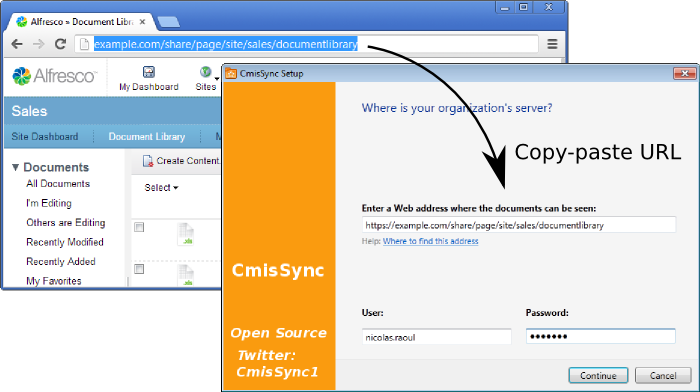 Alfresco » Document Libra
example.com/share/page/site/sales/documentlibrary
Alfresco™
My Dashboard
Sites
Sales
Site Dashboard
Document Library
M
Documents
All Documents
I'm Editing
Others are Editing
Recently Modified
Recently Added
My Favorites
Create Content
Select
CmisSync Setup
Where is your organization's server?
Copy-paste URL
Enter a Web address where the documents can be seen:
https://example.com/share/page/site/sales/documentlibrary
Help: Where to find this address
CmisSync
Open Source
Twitter:
CmisSync1
User:
Password:
nicolas.raoul
•••••••
Continue
Cancel